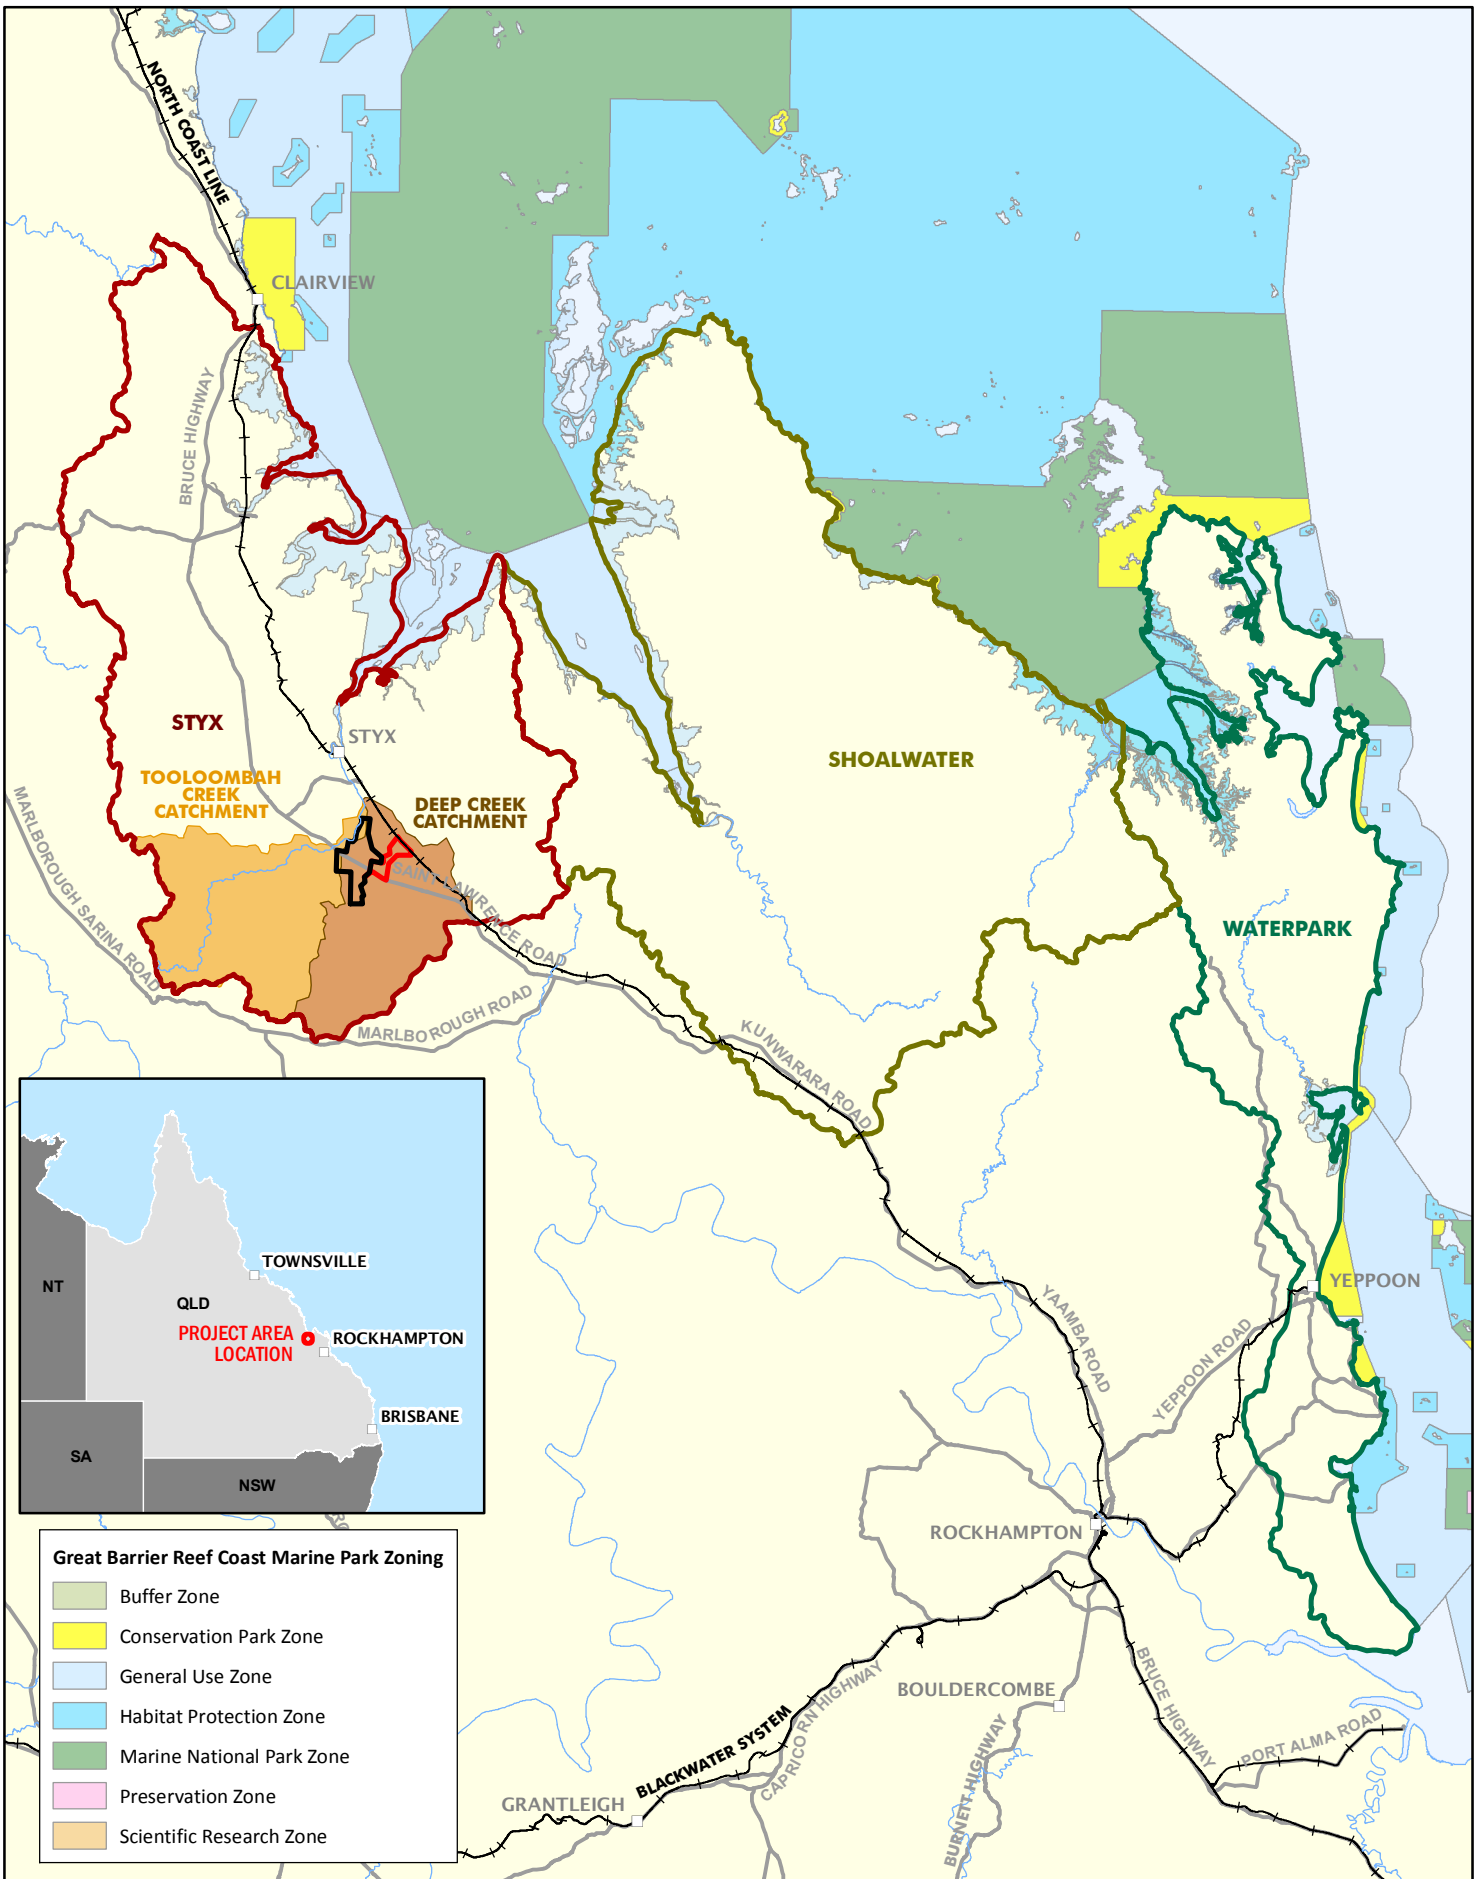 NORTH COAST LINE
CLAIRVIEW
BRUCE HIGHWAY
STYX
STYX
TOOLOOMBAH
CREEK
CATCHMENT
DEEP CREEK
CATCHMENT
SHOALWATER
MARLBOROUGH SARINA ROAD
SAINT LAWRENCE ROAD
WATERPARK
MARLBOROUGH ROAD
KUNWARARA ROAD
NT
QLD
TOWNSVILLE
PROJECT AREA
LOCATION
ROCKHAMPTON
BRISBANE
SA
NSW
YAAMBA ROAD
YEPPOON ROAD
YEPPOON
ROCKHAMPTON
BOULDERCOMBE
BRUCE HIGHWAY
PORT ALMA ROAD
BLACKWATER SYSTEM
CAPRICORN HIGHWAY
BURNETT HIGHWAY
GRANTLEIGH
Great Barrier Reef Coast Marine Park Zoning
Buffer Zone
Conservation Park Zone
General Use Zone
Habitat Protection Zone
Marine National Park Zone
Preservation Zone
Scientific Research Zone